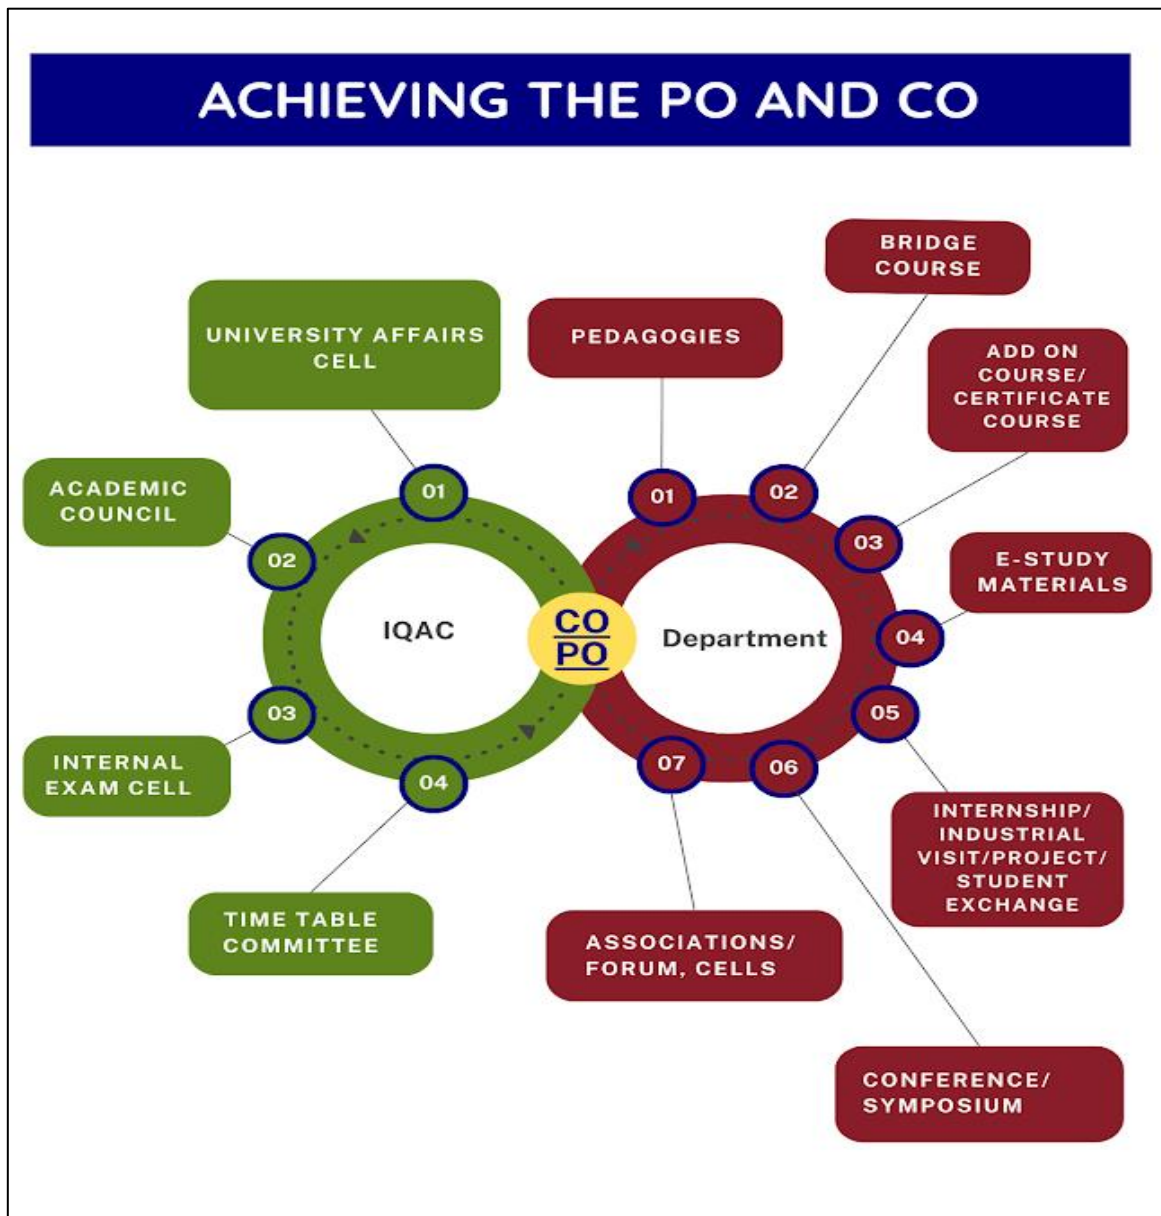 ACHIEVING THE PO AND CO
UNIVERSITY AFFAIRS
CELL
ACADEMIC
COUNCIL
INTERNAL
EXAM CELL
TIME TABLE
COMMITTEE
01
02
03
04
IQAC
CO
PO
Department
PEDAGOGIES
BRIDGE
COURSE
ADD ON
COURSE/
CERTIFICATE
COURSE
E-STUDY
MATERIALS
INTERNSHIP/
INDUSTRIAL
VISIT/PROJECT/
STUDENT
EXCHANGE
CONFERENCE/
SYMPOSIUM
ASSOCIATIONS/
FORUM, CELLS
01
02
03
04
05
06
07